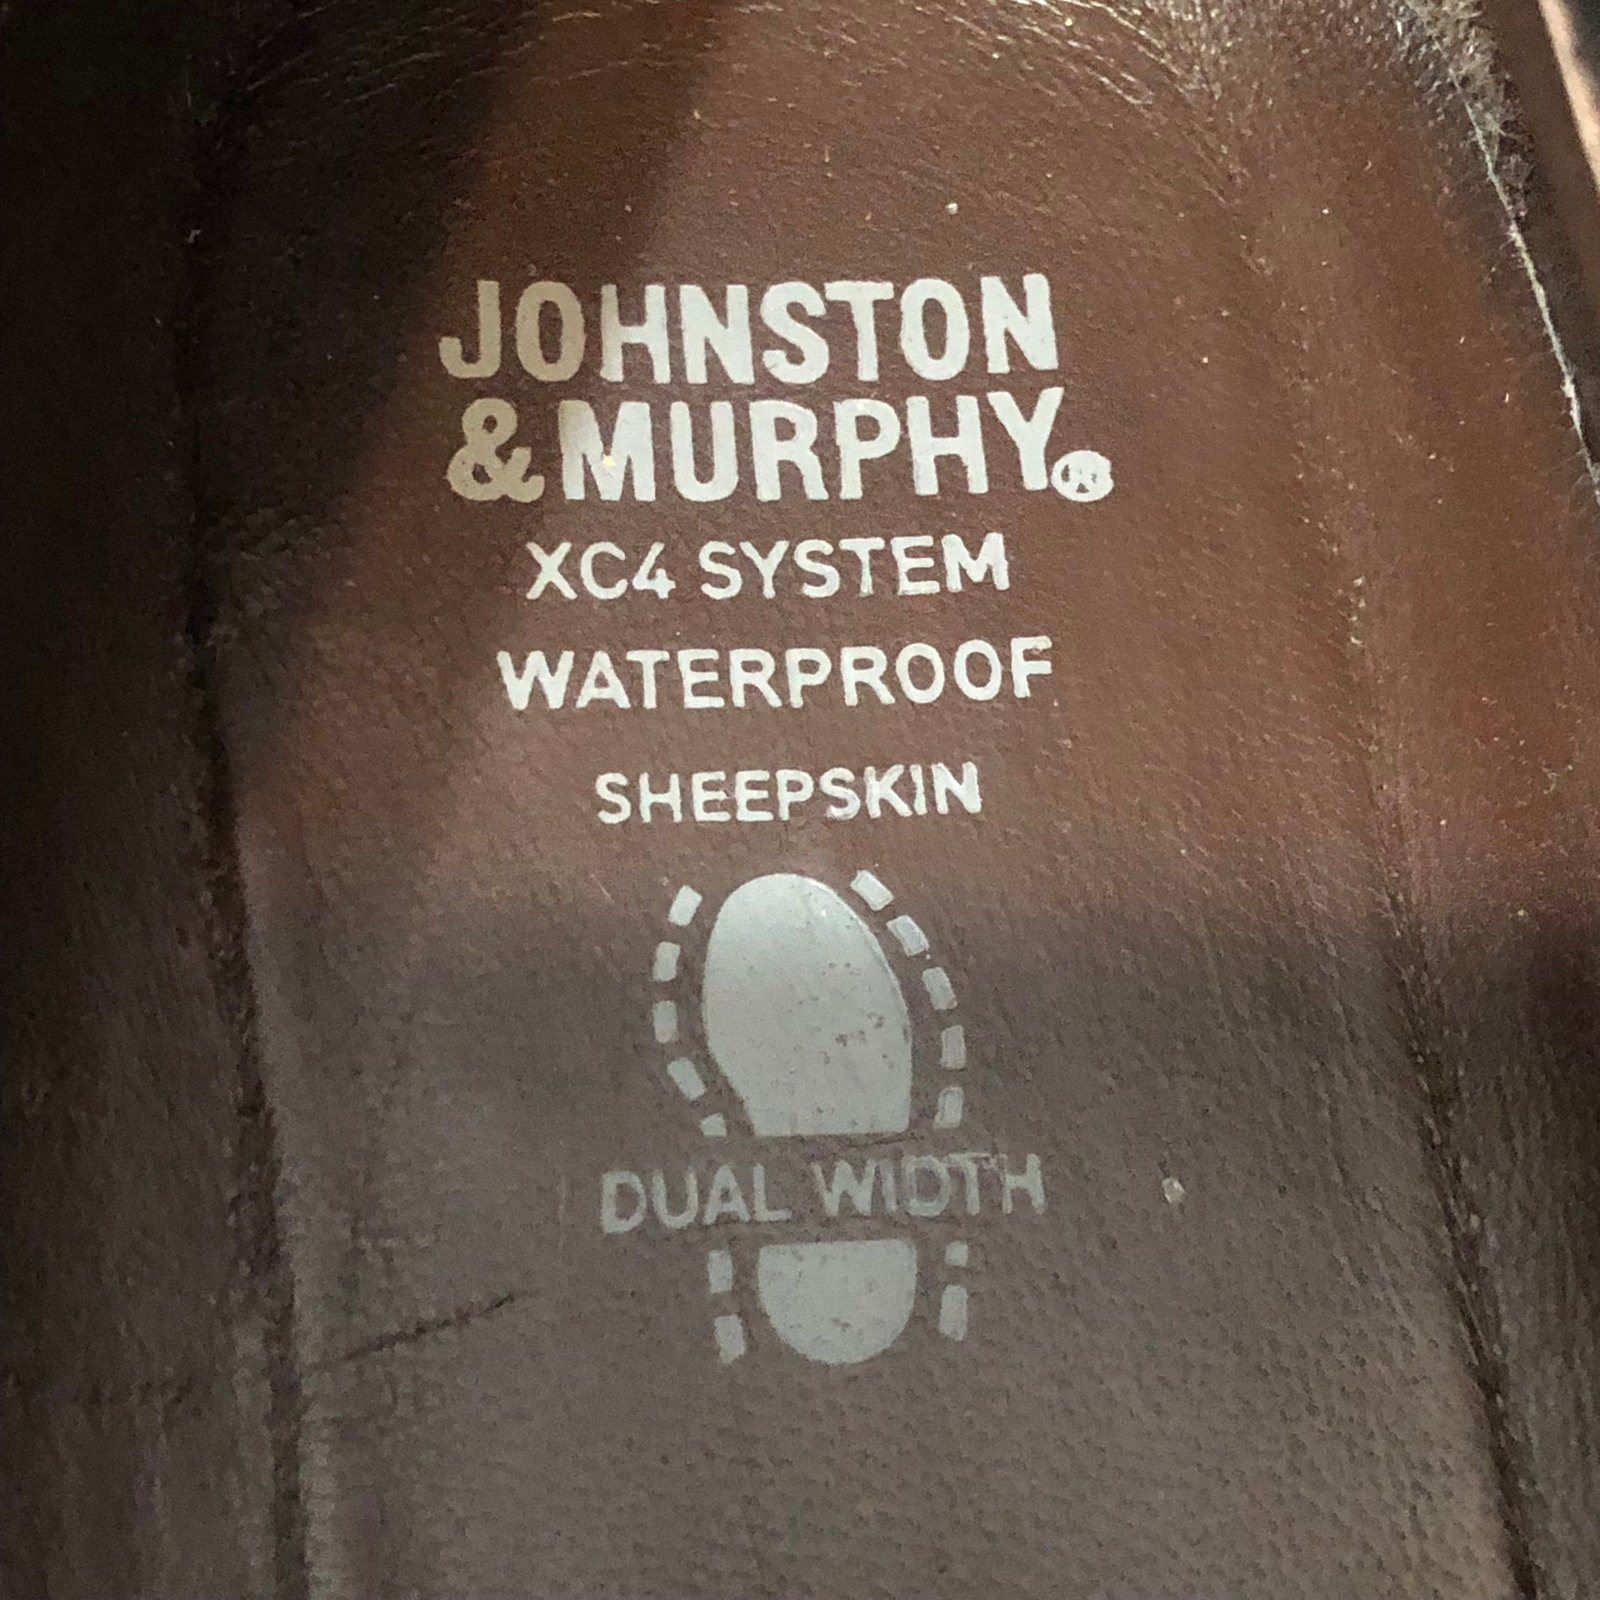 JOHNSTON
& MURPHY®
XC4 SYSTEM
WATERPROOF
SHEEPSKIN
DUAL WIDTH